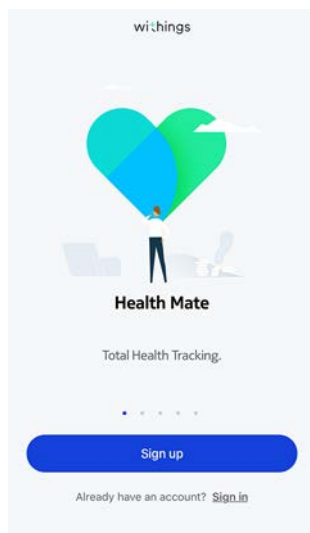 withings
Health Mate
Total Health Tracking.
Sign up
Already have an account? Sign in